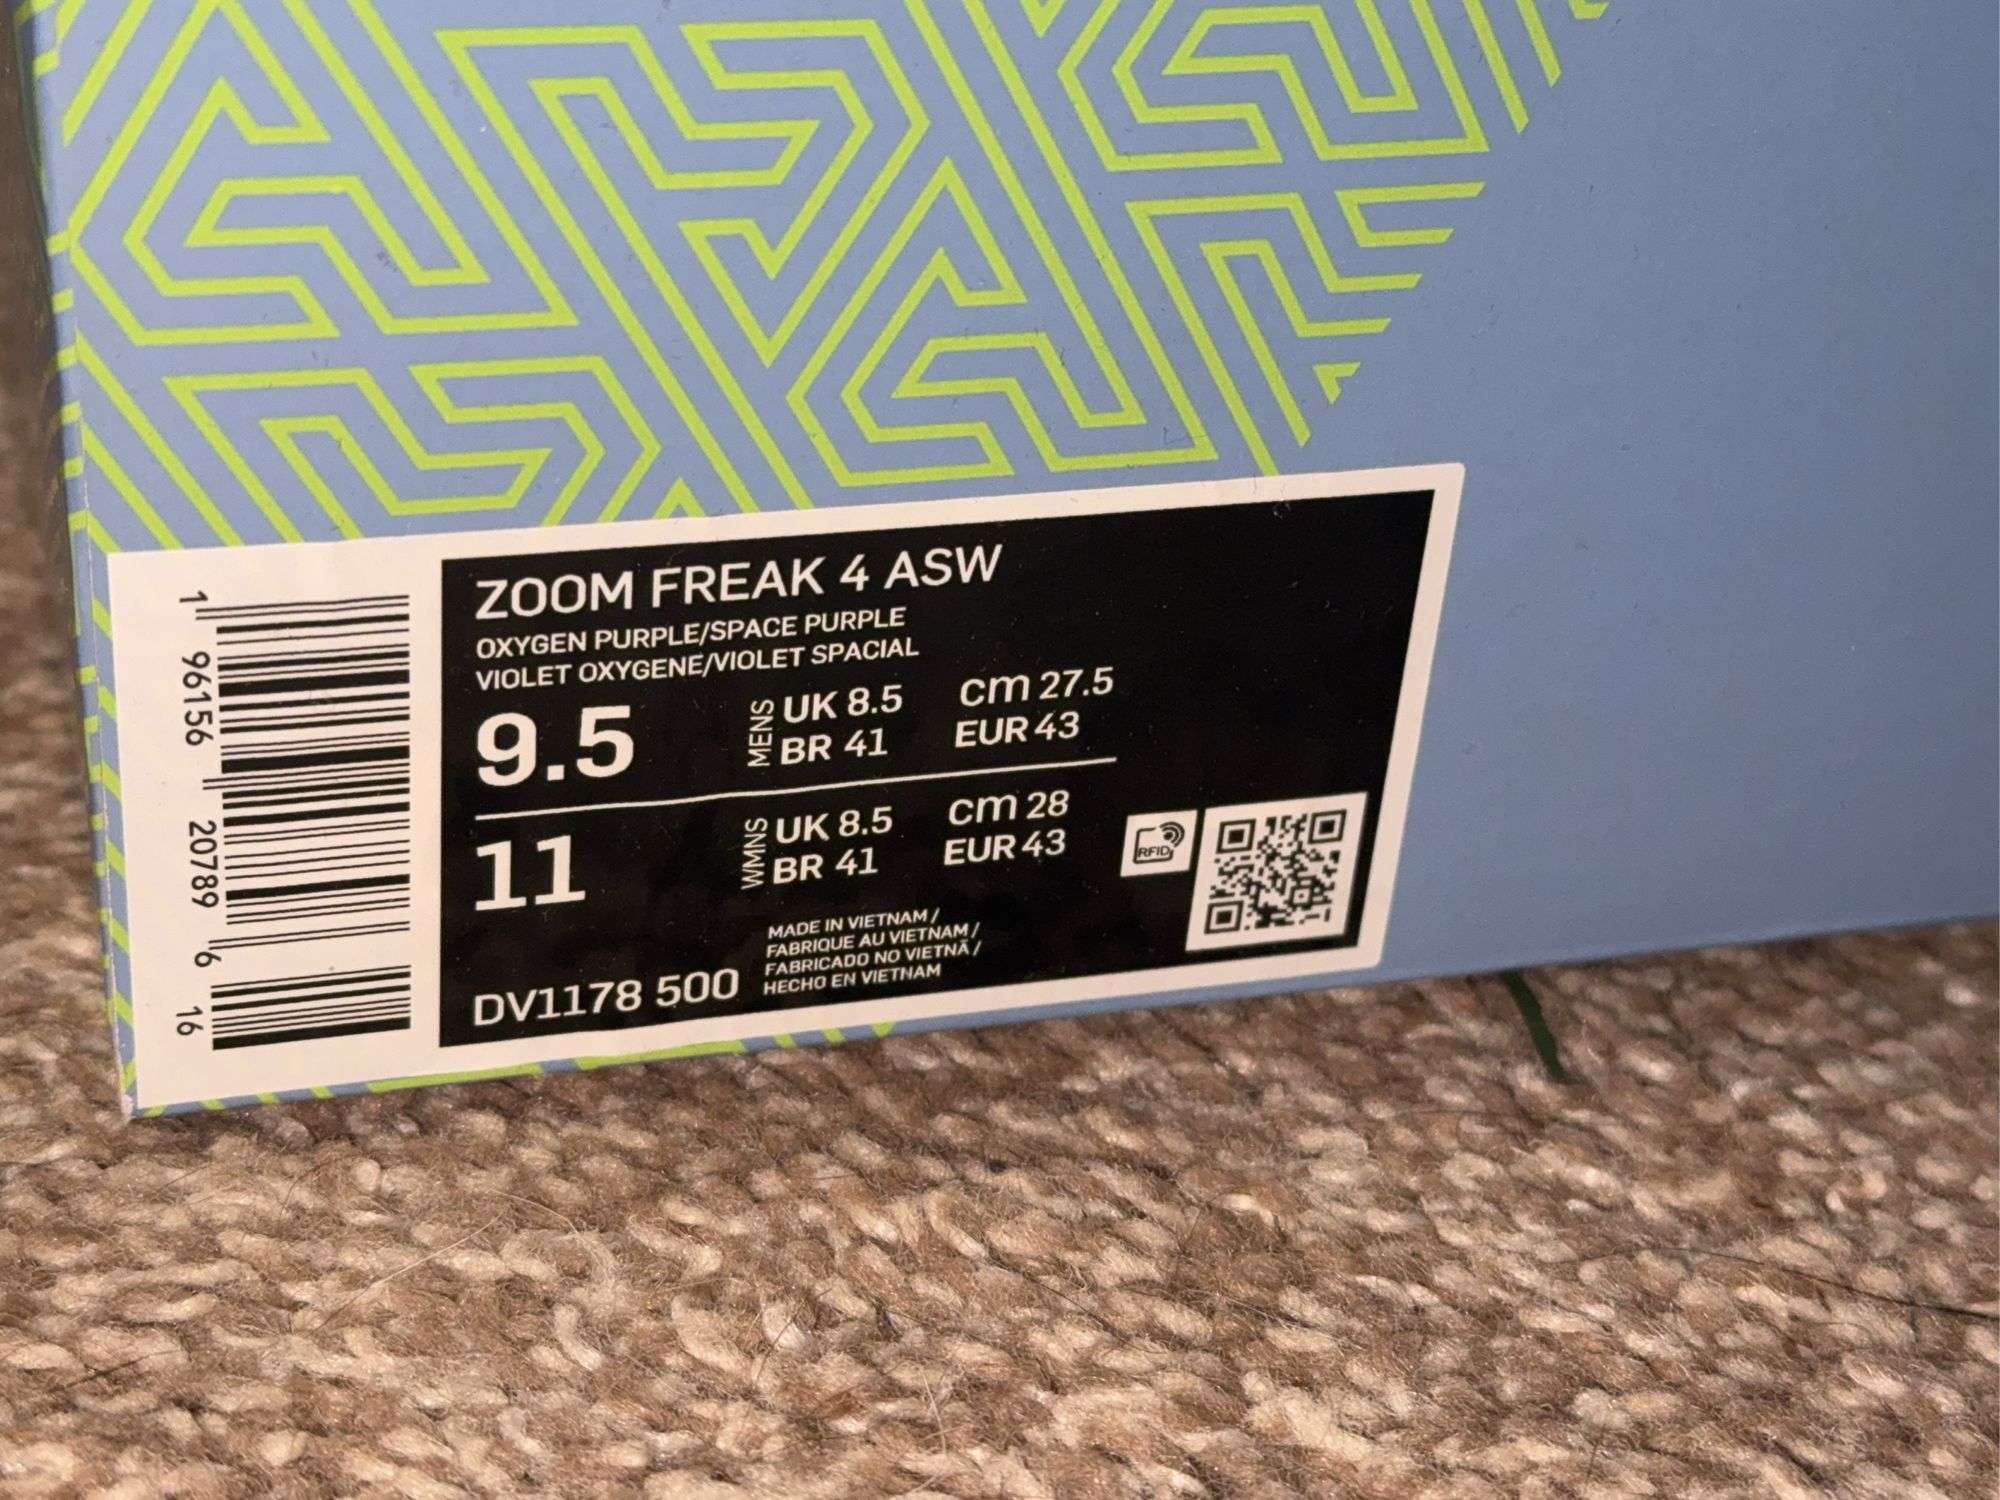 ZOOM FREAK 4 ASW
OXYGEN PURPLE/SPACE PURPLE
VIOLET OXYGENE/VIOLET SPACIAL
9.5
MENS
UK 8.5
cm 27.5
BR 41
EUR 43
11
WMNS
UK 8.5
cm 28
BR 41
EUR 43
RFID
MADE IN VIETNAM /
FABRIQUE AU VIETNAM /
FABRICADO NO VIETNÃ /
HECHO EN VIETNAM
DV1178 500
1 96156 20789 6 16